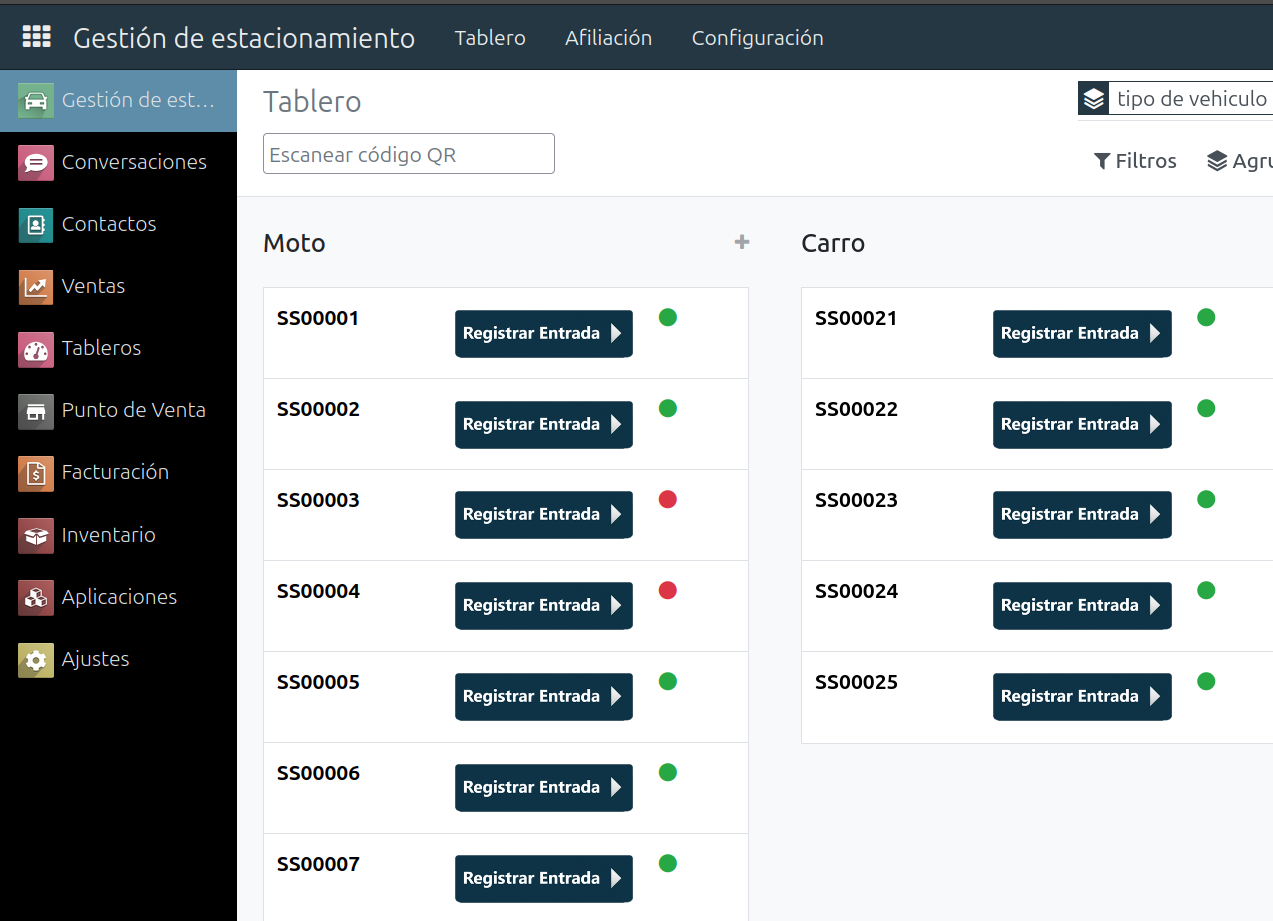 Gestión de estacionamiento Tablero Afiliación Configuración
Gestión de est...
Conversaciones
Contactos
Ventas
Tableros
Punto de Venta
Facturación
Inventario
Aplicaciones
Ajustes
Tablero
tipo de vehiculo
Escanear código QR
Filtros
Agru
Moto
SS00001 Registrar Entrada
SS00002 Registrar Entrada
SS00003 Registrar Entrada
SS00004 Registrar Entrada
SS00005 Registrar Entrada
SS00006 Registrar Entrada
SS00007 Registrar Entrada
Carro
SS00021 Registrar Entrada
SS00022 Registrar Entrada
SS00023 Registrar Entrada
SS00024 Registrar Entrada
SS00025 Registrar Entrada